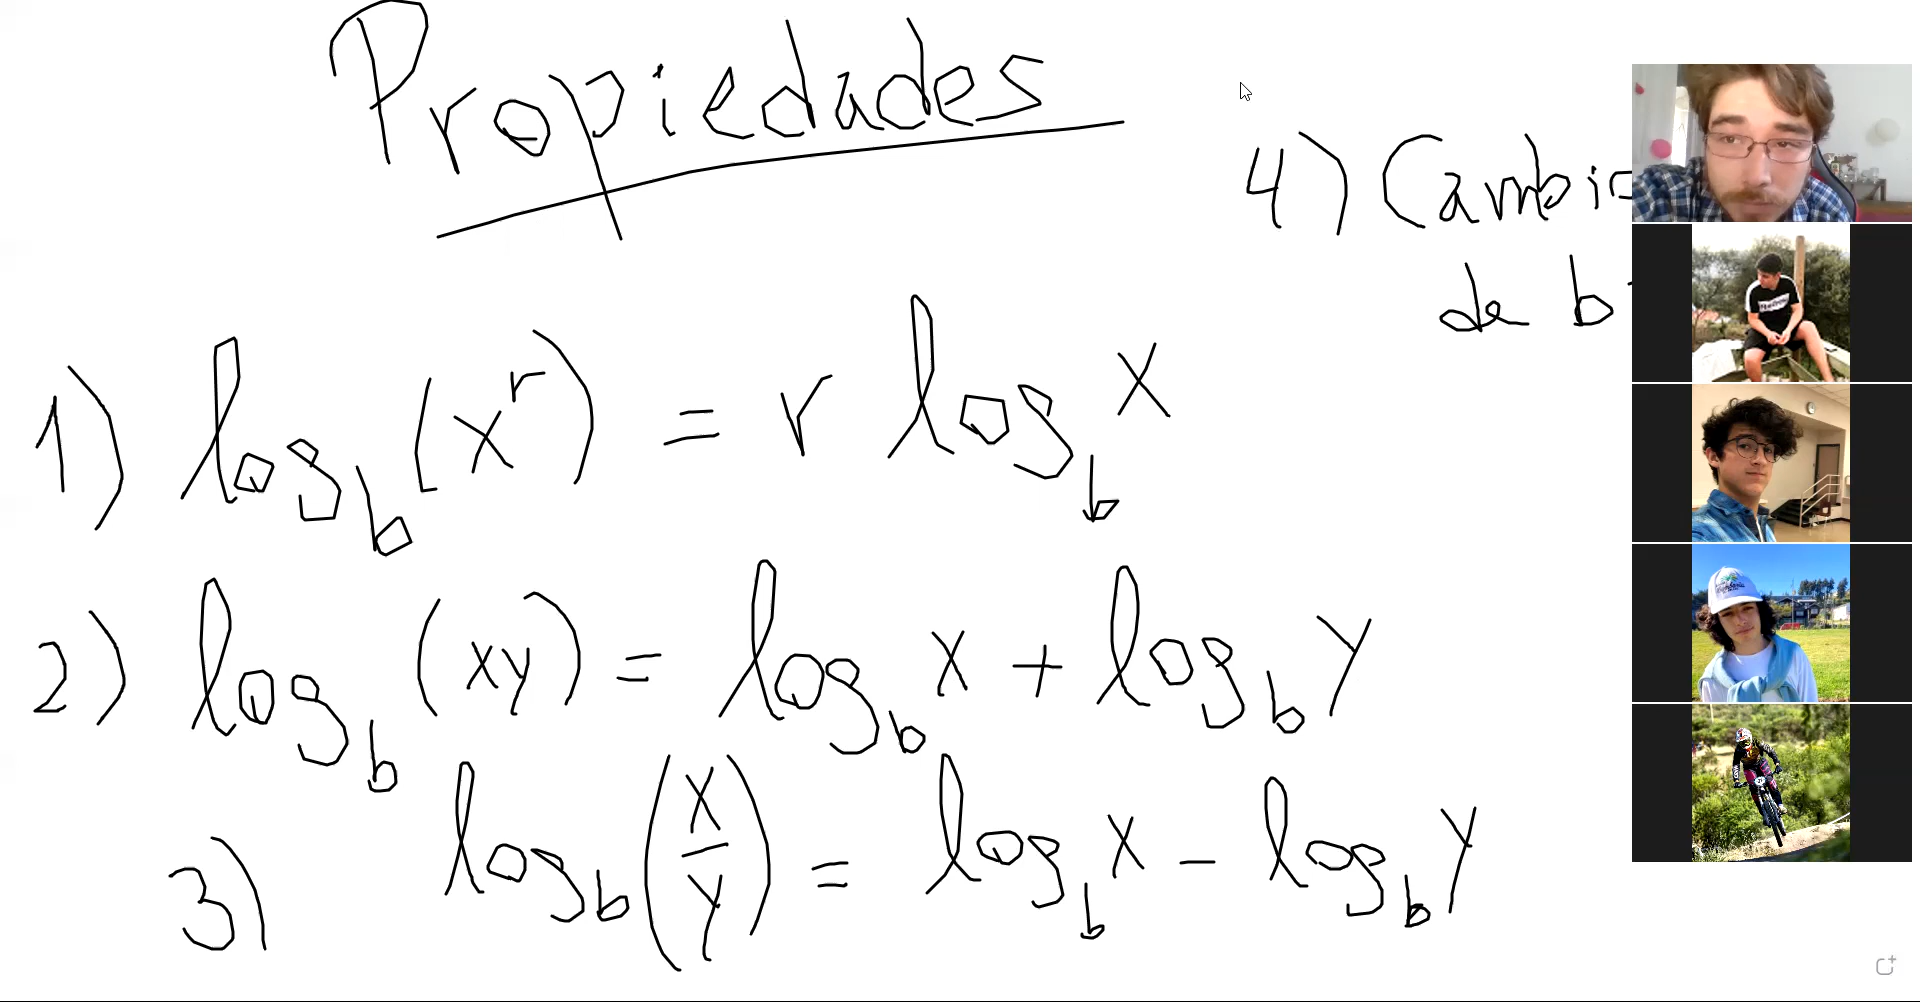 Propiedades
1) log_b (x^r) = r log_b x
2) log_b (xy) = log_b x + log_b y
3) log_b (x/y) = log_b x - log_b y
4) Cambio
de b